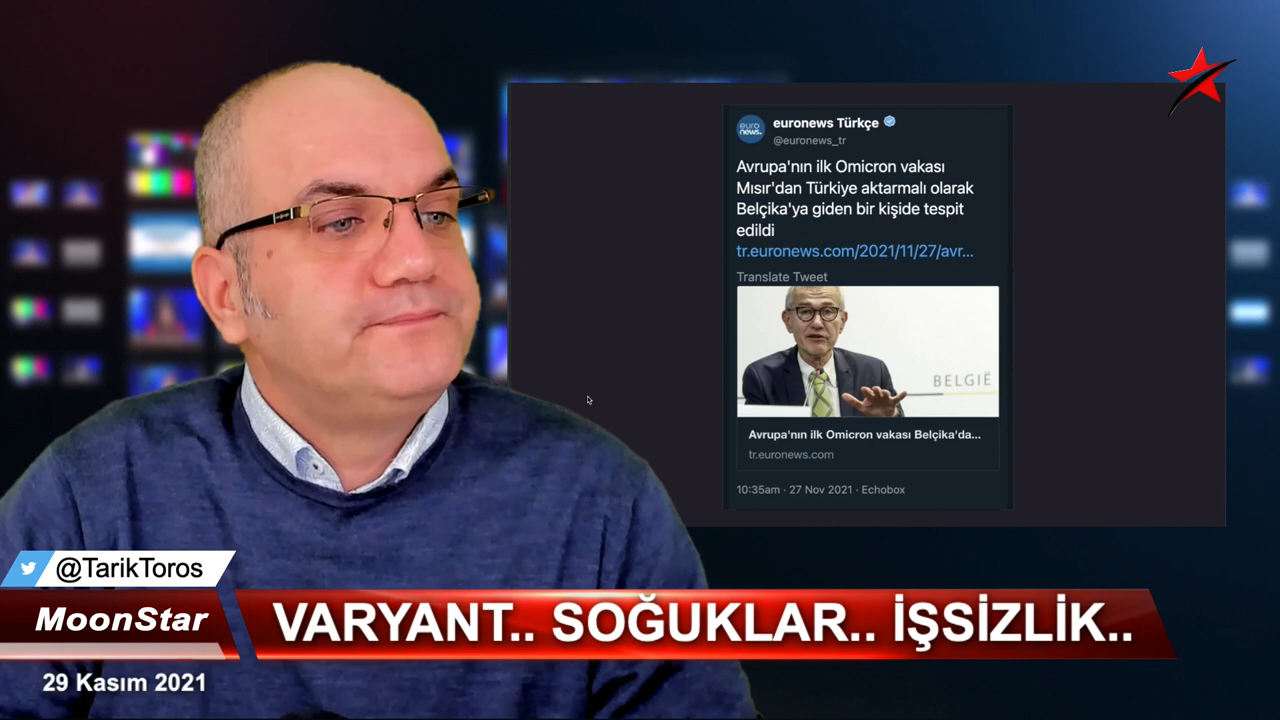 euronews Türkçe
euro
news.
@euronews_tr
Avrupa'nın ilk Omicron vakası
Mısır'dan Türkiye aktarmalı olarak
Belçika'ya giden bir kişide tespit
edildi
tr.euronews.com/2021/11/27/avr...
Translate Tweet
BELGIË
Avrupa'nın ilk Omicron vakası Belçika'da...
tr.euronews.com
10:35am · 27 Nov 2021 · Echobox
@TarikToros
MoonStar
VARYANT.. SOĞUKLAR.. İŞSİZLİK..
29 Kasım 2021